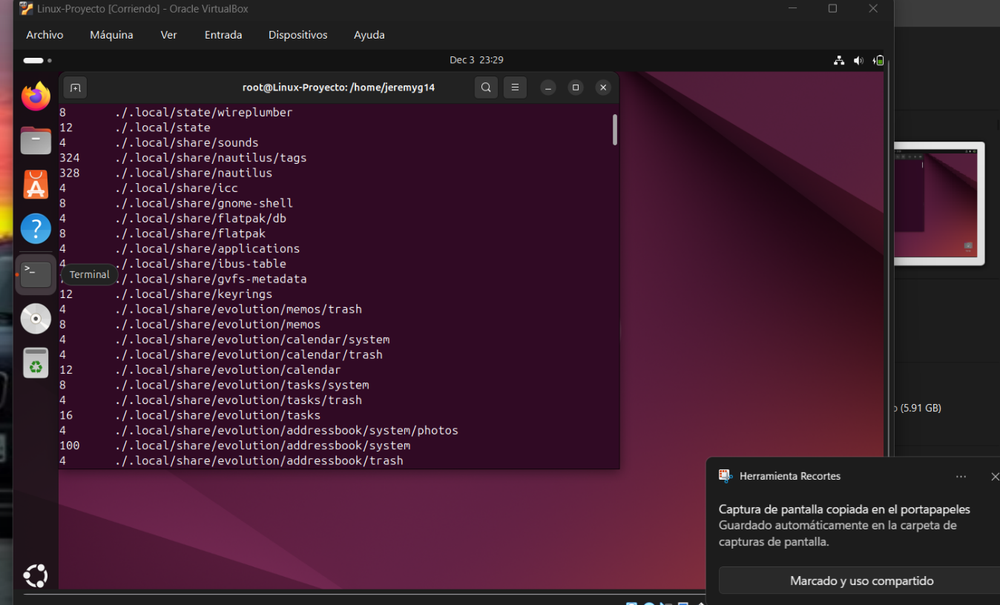 Linux-Proyecto [Corriendo] - Oracle VirtualBox
Archivo Máquina Ver Entrada Dispositivos Ayuda
Dec 3 23:29
root@Linux-Proyecto: /home/jeremyg14
8 ./.local/state/wireplumber
12 ./.local/state
4 ./.local/share/sounds
324 ./.local/share/nautilus/tags
328 ./.local/share/nautilus
4 ./.local/share/icc
8 ./.local/share/gnome-shell
4 ./.local/share/flatpak/db
8 ./.local/share/flatpak
4 ./.local/share/applications
4 ./.local/share/ibus-table
Terminal
./.local/share/gvfs-metadata
12 ./.local/share/keyrings
4 ./.local/share/evolution/memos/trash
8 ./.local/share/evolution/memos
4 ./.local/share/evolution/calendar/system
4 ./.local/share/evolution/calendar/trash
12 ./.local/share/evolution/calendar
8 ./.local/share/evolution/tasks/system
4 ./.local/share/evolution/tasks/trash
16 ./.local/share/evolution/tasks
4 ./.local/share/evolution/addressbook/system/photos
100 ./.local/share/evolution/addressbook/system
4 ./.local/share/evolution/addressbook/trash
(5.91 GB)
Herramienta Recortes
Captura de pantalla copiada en el portapapeles
Guardado automáticamente en la carpeta de
capturas de pantalla.
Marcado y uso compartido